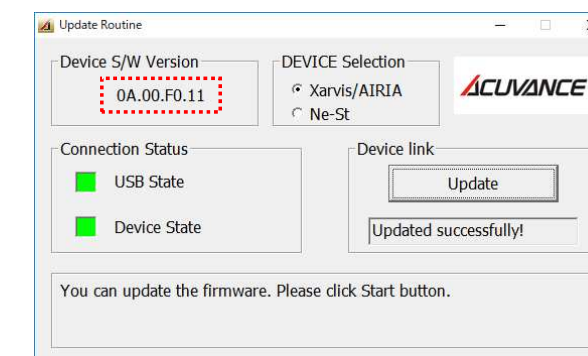 Update Routine
Device S/W Version
0A.00.F0.11
DEVICE Selection
Xarvis/AIRIA
Ne-St
ACUVANCE
Connection Status
USB State
Device State
Device link
Update
Updated successfully!
You can update the firmware. Please click Start button.